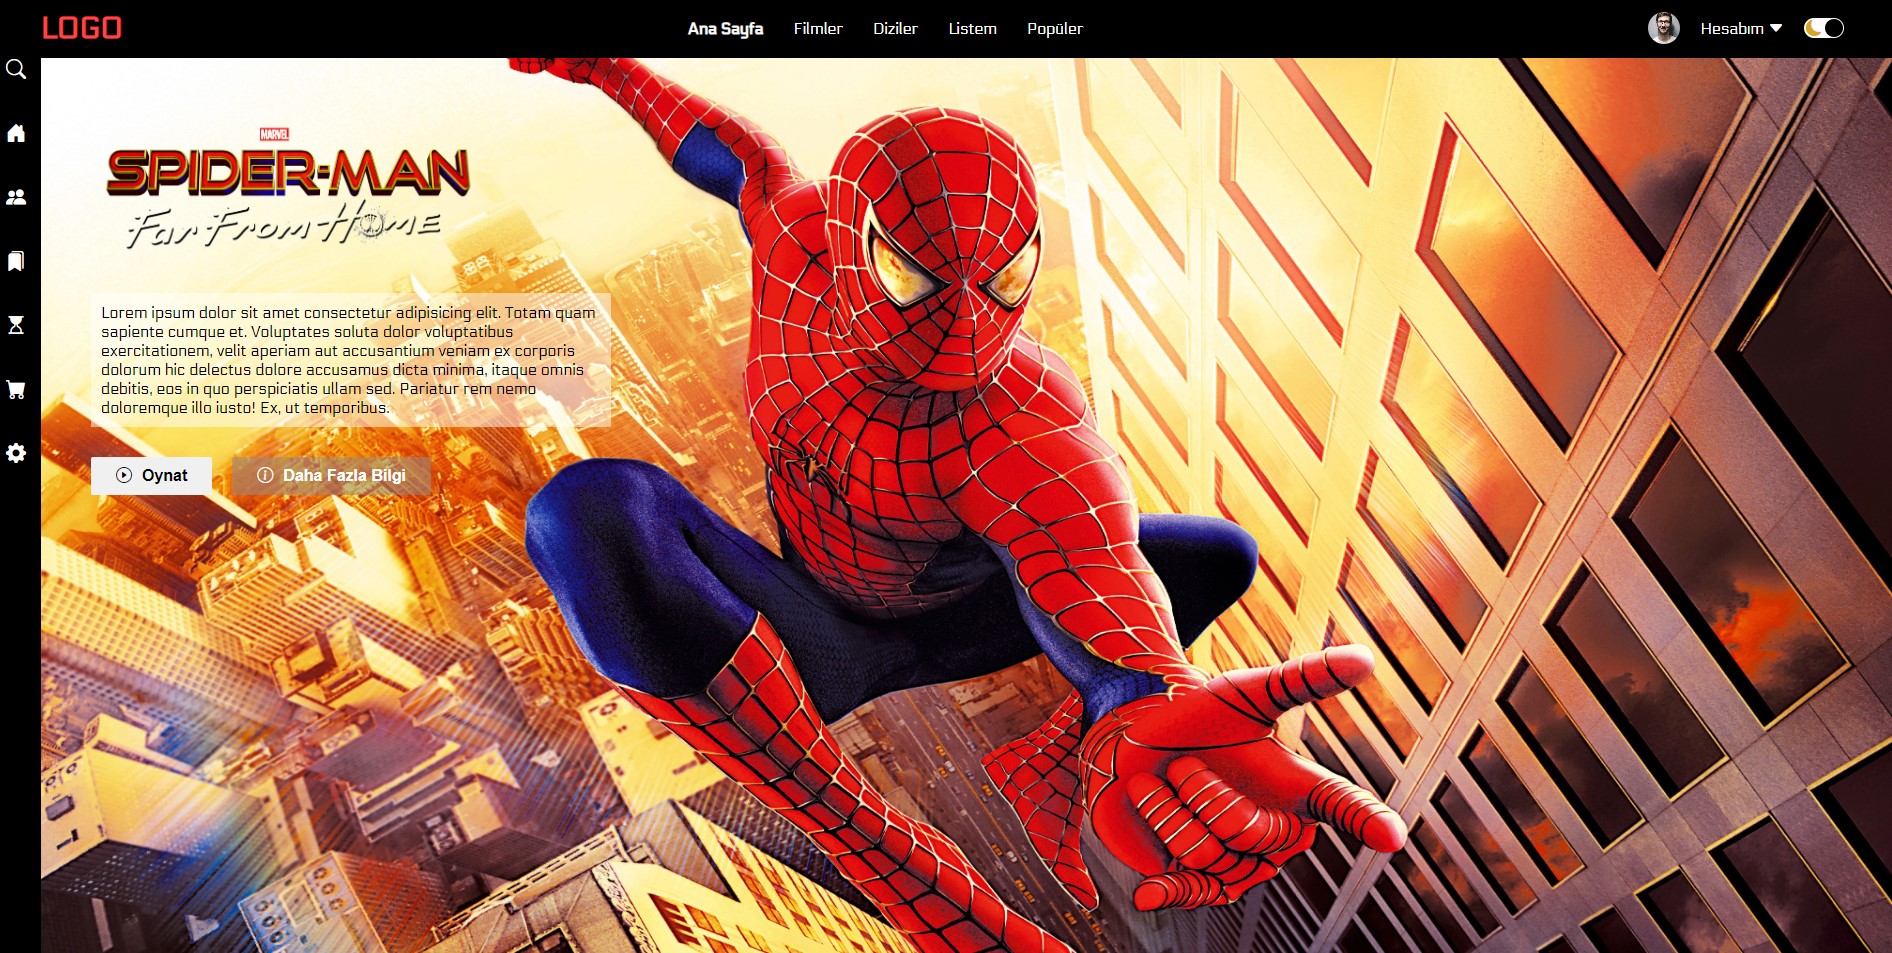 LOGO
Ana Sayfa
Filmler
Diziler
Listem
Popüler
Hesabım
MARVEL
SPIDER-MAN
Far From Home
Lorem ipsum dolor sit amet consectetur adipisicing elit. Totam quam
sapiente cumque et. Voluptates soluta dolor voluptatibus
exercitationem, velit aperiam aut accusantium veniam ex corporis
dolorum hic delectus dolore accusamus dicta minima, itaque omnis
debitis, eos in quo perspiciatis ullam sed. Pariatur rem nemo
doloremque illo iusto! Ex, ut temporibus.
Oynat
Daha Fazla Bilgi